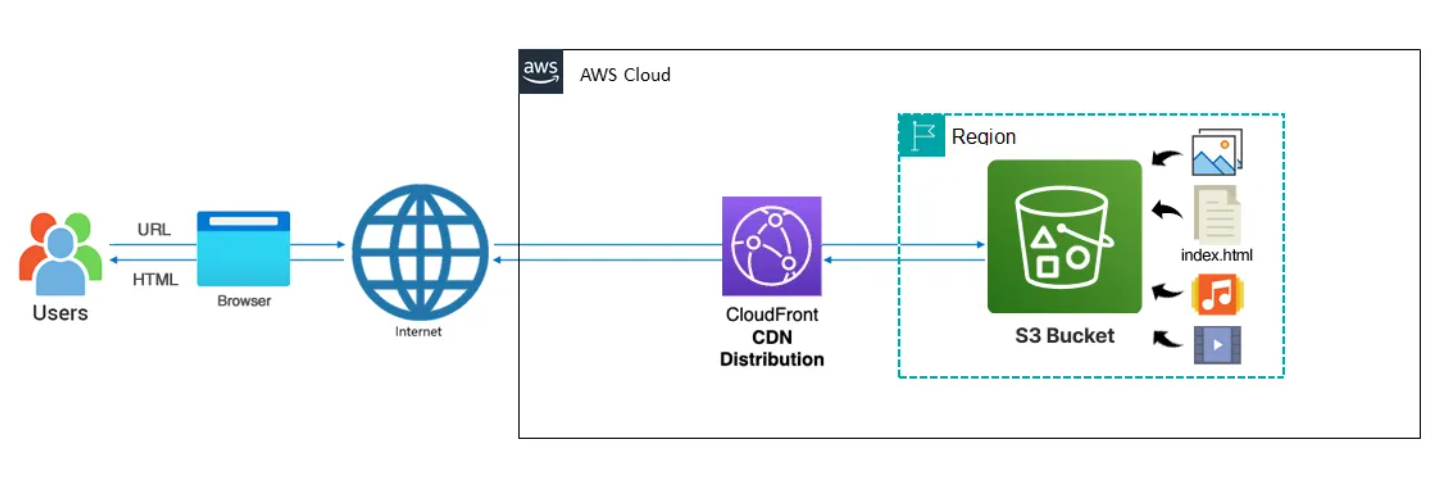 aws
AWS Cloud
Region
URL
HTML
Users
Browser
Internet
CloudFront
CDN
Distribution
S3 Bucket
index.html